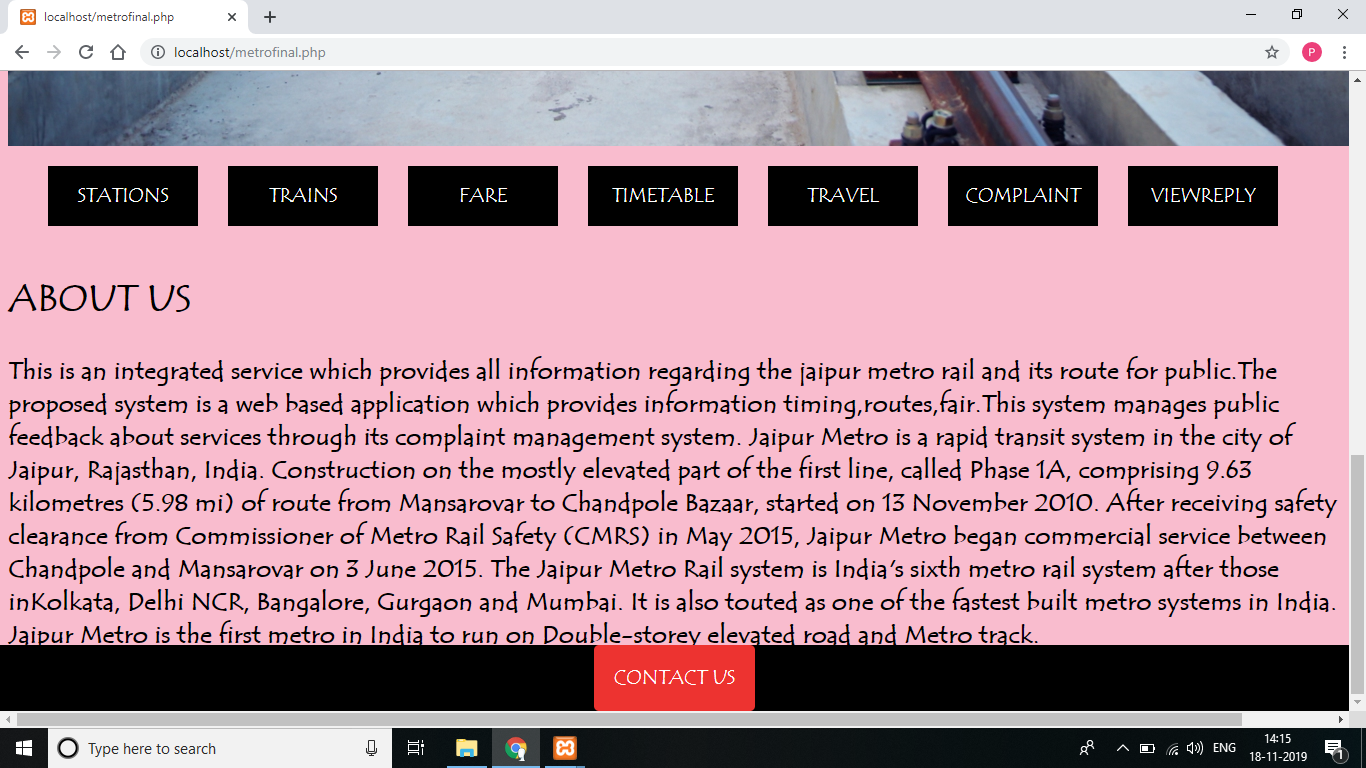 localhost/metrofinal.php
localhost/metrofinal.php
P
STATIONS TRAINS FARE TIMETABLE TRAVEL COMPLAINT VIEWREPLY
ABOUT US
This is an integrated service which provides all information regarding the jaipur metro rail and its route for public.The
proposed system is a web based application which provides information timing,routes,fair.This system manages public
feedback about services through its complaint management system. Jaipur Metro is a rapid transit system in the city of
Jaipur, Rajasthan, India. Construction on the mostly elevated part of the first line, called Phase 1A, comprising 9.63
kilometres (5.98 mi) of route from Mansarovar to Chandpole Bazaar, started on 13 November 2010. After receiving safety
clearance from Commissioner of Metro Rail Safety (CMRS) in May 2015, Jaipur Metro began commercial service between
Chandpole and Mansarovar on 3 June 2015. The Jaipur Metro Rail system is India's sixth metro rail system after those
inKolkata, Delhi NCR, Bangalore, Gurgaon and Mumbai. It is also touted as one of the fastest built metro systems in India.
Jaipur Metro is the first metro in India to run on Double-storey elevated road and Metro track.
CONTACT US
Type here to search
ENG
14:15
18-11-2019
1